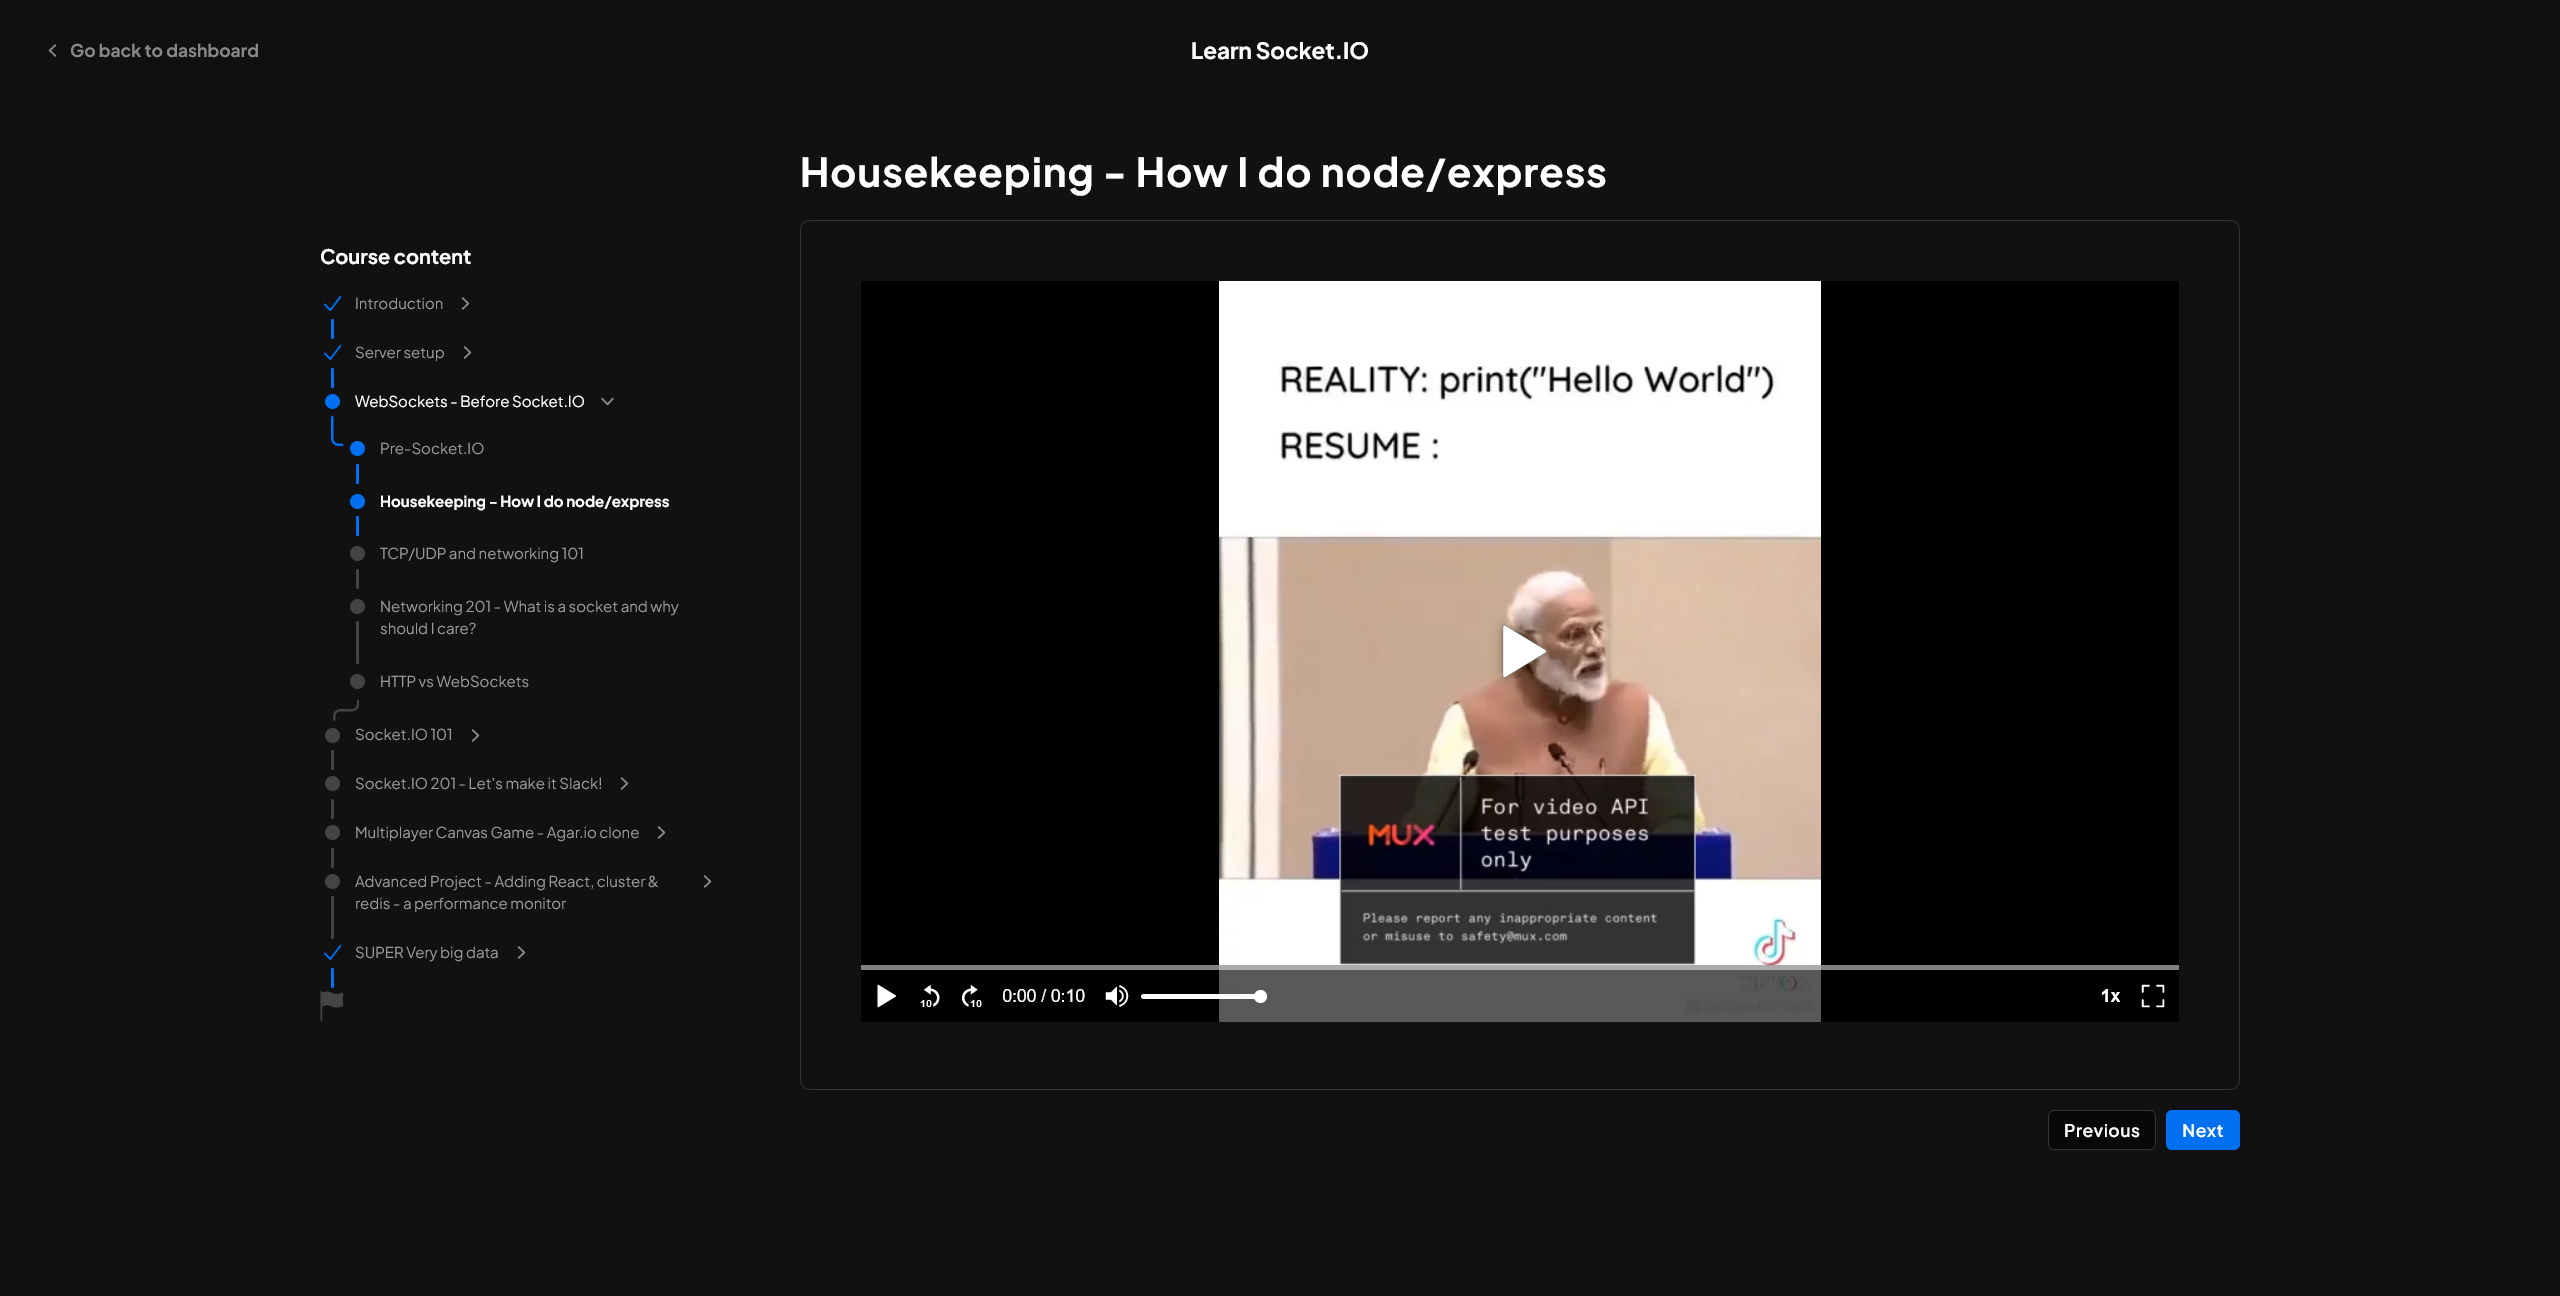 Go back to dashboard
Learn Socket.IO
Housekeeping - How I do node/express
Course content
Introduction
Server setup
WebSockets - Before Socket.IO
Pre-Socket.IO
Housekeeping - How I do node/express
TCP/UDP and networking 101
Networking 201 - What is a socket and why
should I care?
HTTP vs WebSockets
Socket.IO 101
Socket.IO 201 - Let's make it Slack!
Multiplayer Canvas Game - Agar.io clone
Advanced Project - Adding React, cluster &
redis - a performance monitor
SUPER Very big data
REALITY: print("Hello World")
RESUME :
MUX
For video API
test purposes
only
Please report any inappropriate content
or misuse to safety@mux.com
TikTok
10
10
0:00 / 0:10
1x
Previous
Next